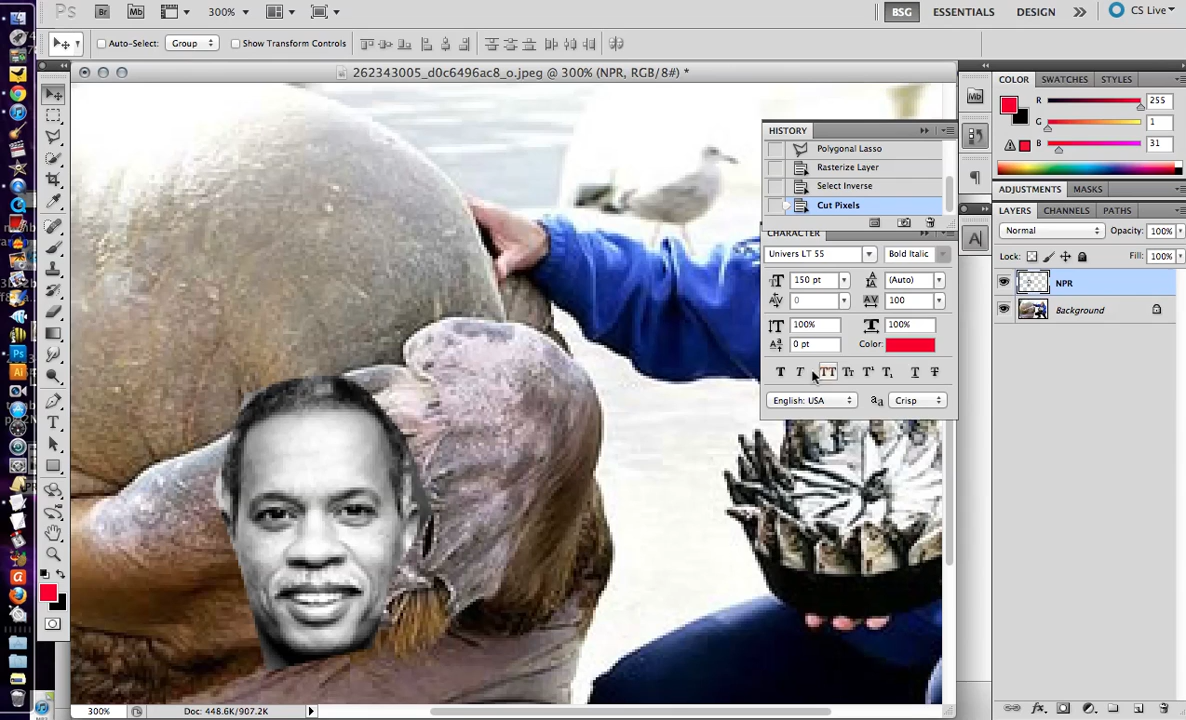 Ps Br Mb 300% BSG ESSENTIALS DESIGN CS Live
Auto-Select: Group Show Transform Controls
262343005_d0c6496ac8_o.jpeg @ 300% (NPR, RGB/8#) *
HISTORY
Polygonal Lasso
Rasterize Layer
Select Inverse
Cut Pixels
CHARACTER
Univers LT 55 Bold Italic
150 pt (Auto)
0 100
100% 100%
0 pt Color:
English: USA Crisp
Mb
COLOR SWATCHES STYLES
R 255
G 1
B 31
ADJUSTMENTS MASKS
LAYERS CHANNELS PATHS
Normal Opacity: 100%
Lock: Fill: 100%
NPR
Background
300% Doc: 448.6K/907.2K